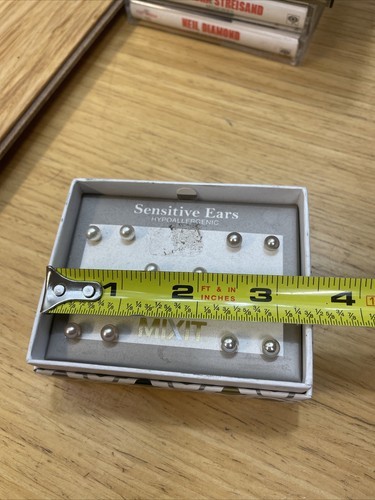 STREISAND
NEIL DIAMOND
Sensitive Ears
HYPOALLERGENIC
1 2 FT & IN 3 4
INCHES
MIXIT